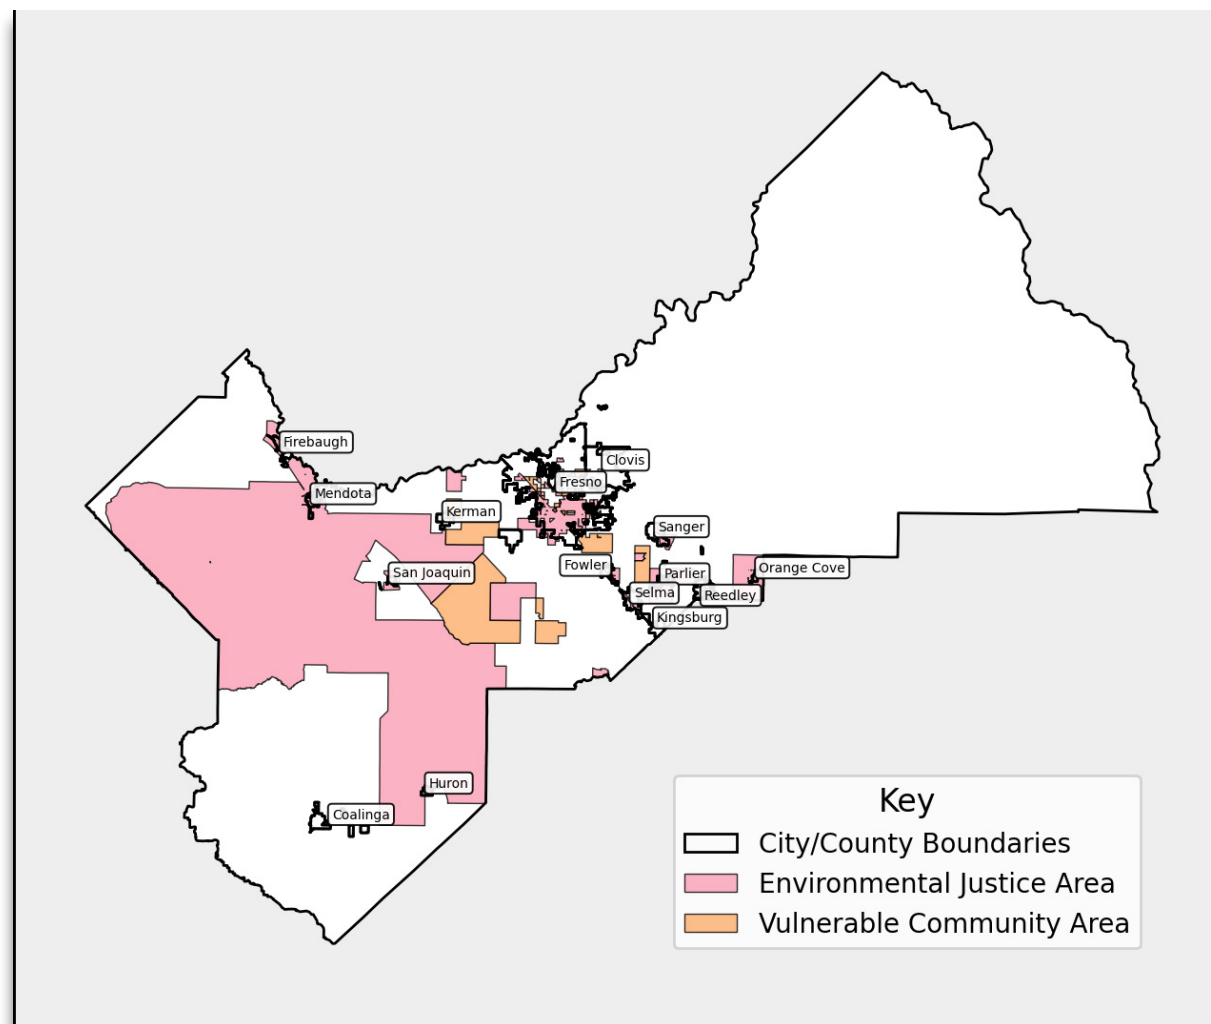 Firebaugh
Clovis
Fresno
Mendota
Kerman
Sanger
Fowler
Orange Cove
San Joaquin
Parlier
Selma
Reedley
Kingsburg
Huron
Coalinga
Key
City/County Boundaries
Environmental Justice Area
Vulnerable Community Area